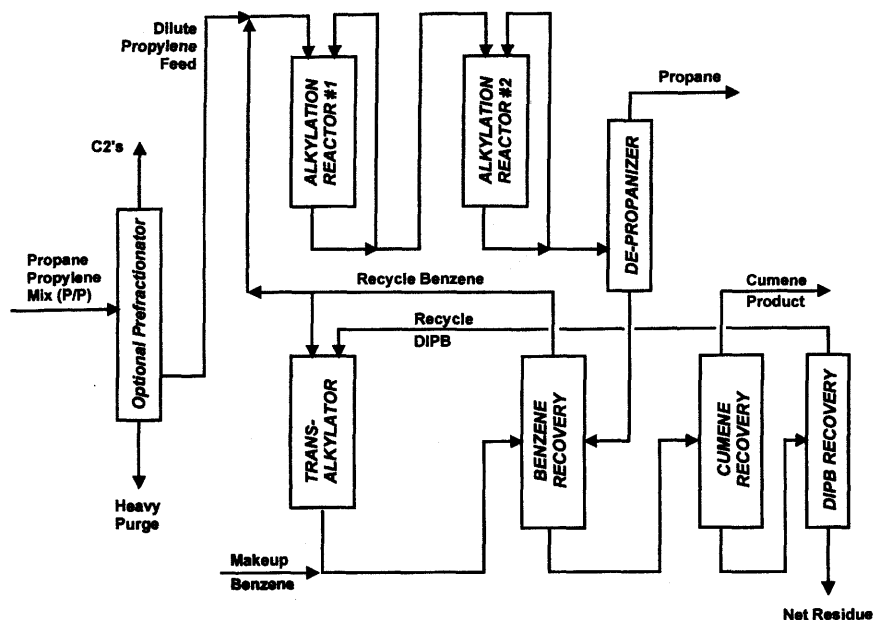 Dilute
Propylene
Feed
ALKYLATION
REACTOR #1
ALKYLATION
REACTOR #2
Propane
DE-PROPANIZER
C2's
Propane
Propylene
Mix (P/P)
Optional Prefractionator
Heavy
Purge
Recycle Benzene
Recycle
DIPB
Cumene
Product
TRANS-
ALKYLATOR
BENZENE
RECOVERY
CUMENE
RECOVERY
DIPB RECOVERY
Makeup
Benzene
Net Residue